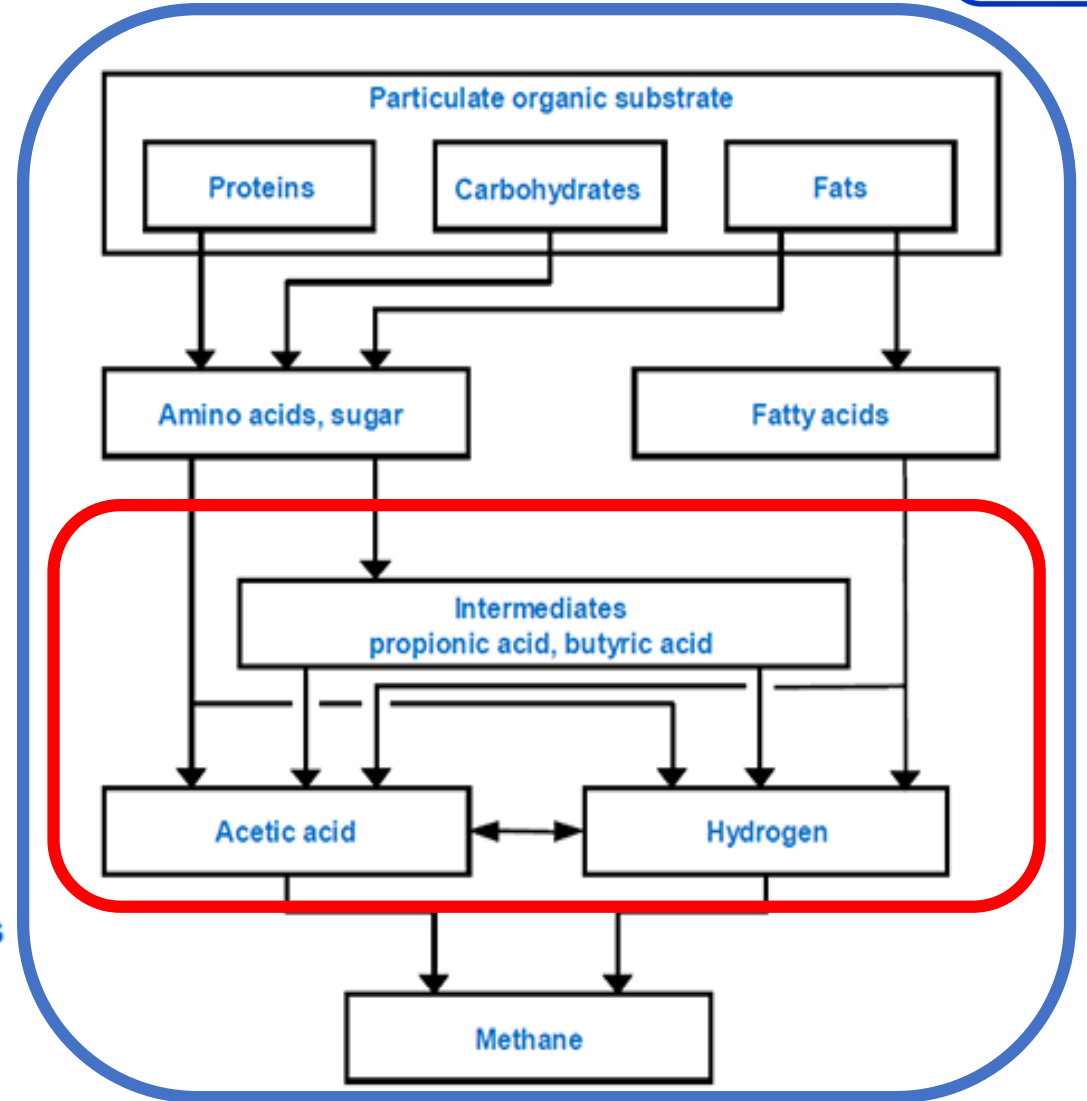 Particulate organic substrate
Proteins
Carbohydrates
Fats
Amino acids, sugar
Fatty acids
Intermediates
propionic acid, butyric acid
Acetic acid
Hydrogen
Methane